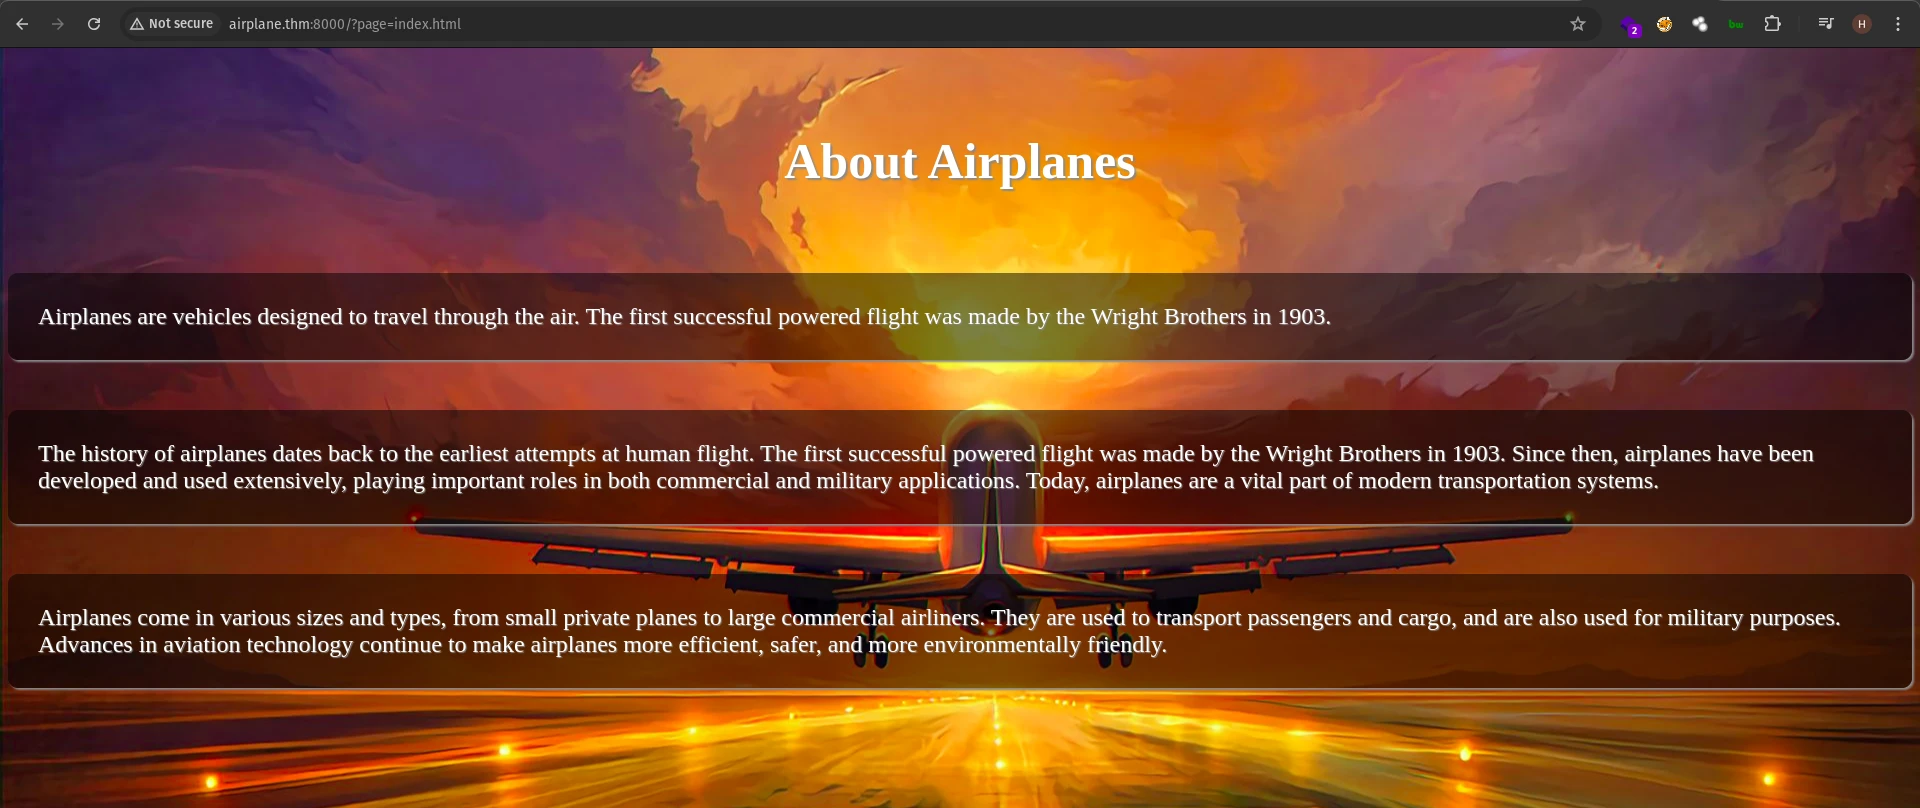 Not secure airplane.thm:8000/?page=index.html 2 bw H
About Airplanes
Airplanes are vehicles designed to travel through the air. The first successful powered flight was made by the Wright Brothers in 1903.
The history of airplanes dates back to the earliest attempts at human flight. The first successful powered flight was made by the Wright Brothers in 1903. Since then, airplanes have been
developed and used extensively, playing important roles in both commercial and military applications. Today, airplanes are a vital part of modern transportation systems.
Airplanes come in various sizes and types, from small private planes to large commercial airliners. They are used to transport passengers and cargo, and are also used for military purposes.
Advances in aviation technology continue to make airplanes more efficient, safer, and more environmentally friendly.